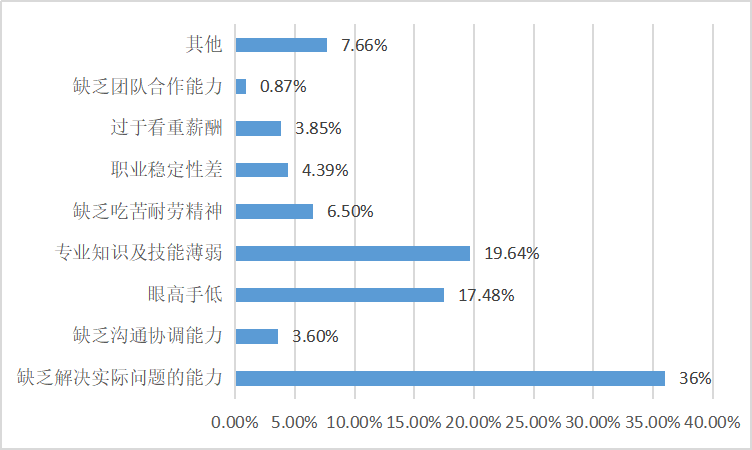 其他 7.66%
缺乏团队合作能力 0.87%
过于看重薪酬 3.85%
职业稳定性差 4.39%
缺乏吃苦耐劳精神 6.50%
专业知识及技能薄弱 19.64%
眼高手低 17.48%
缺乏沟通协调能力 3.60%
缺乏解决实际问题的能力 36%
0.00% 5.00% 10.00% 15.00% 20.00% 25.00% 30.00% 35.00% 40.00%